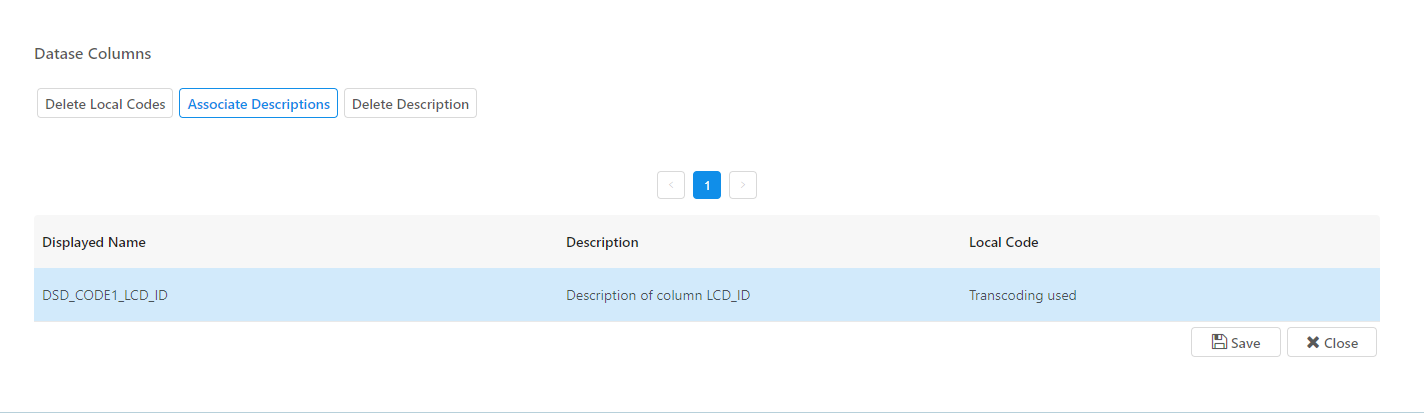 Datase Columns
Delete Local Codes Associate Descriptions Delete Description
1
Displayed Name Description Local Code
DSD_CODE1_LCD_ID Description of column LCD_ID Transcoding used
Save Close